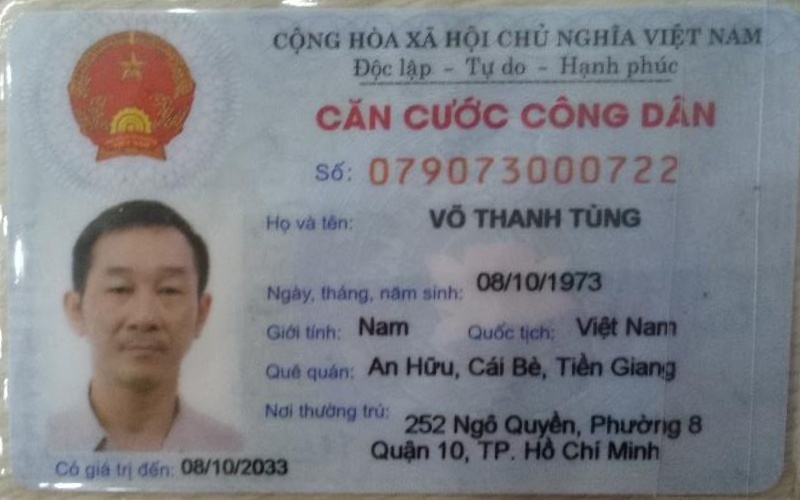 CỘNG HÒA XÃ HỘI CHỦ NGHĨA VIỆT NAM
Độc lập - Tự do - Hạnh phúc
CĂN CƯỚC CÔNG DÂN
Số: 079073000722
Họ và tên: VÕ THANH TÙNG
Ngày, tháng, năm sinh: 08/10/1973
Giới tính: Nam Quốc tịch: Việt Nam
Quê quán: An Hữu, Cái Bè, Tiền Giang
Nơi thường trú: 252 Ngô Quyền, Phường 8
Quận 10, TP. Hồ Chí Minh
Có giá trị đến: 08/10/2033